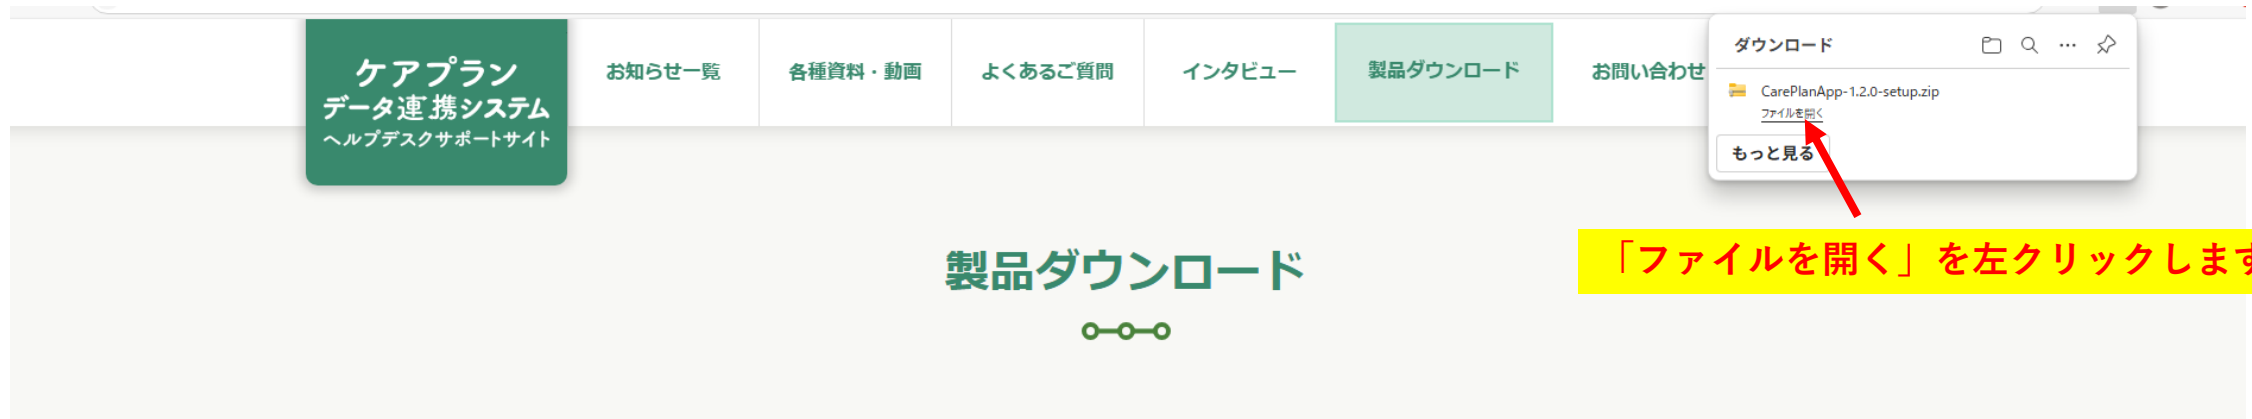 ケアプラン
データ連携システム
ヘルプデスクサポートサイト
お知らせ一覧
各種資料・動画
よくあるご質問
インタビュー
製品ダウンロード
お問い合わせ
ダウンロード
CarePlanApp-1.2.0-setup.zip
ファイルを開く
もっと見る
製品ダウンロード
「ファイルを開く」を左クリックします